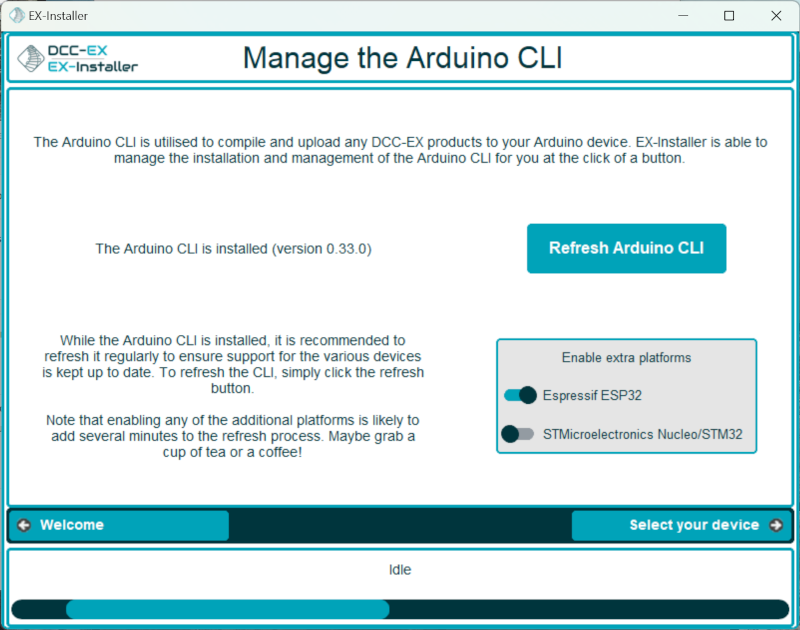 EX-Installer
DCC-EX
EX-Installer
Manage the Arduino CLI
The Arduino CLI is utilised to compile and upload any DCC-EX products to your Arduino device. EX-Installer is able to
manage the installation and management of the Arduino CLI for you at the click of a button.
The Arduino CLI is installed (version 0.33.0)
Refresh Arduino CLI
While the Arduino CLI is installed, it is recommended to
refresh it regularly to ensure support for the various devices
is kept up to date. To refresh the CLI, simply click the refresh
button.
Note that enabling any of the additional platforms is likely to
add several minutes to the refresh process. Maybe grab a
cup of tea or a coffee!
Enable extra platforms
Espressif ESP32
STMicroelectronics Nucleo/STM32
Welcome
Select your device
Idle